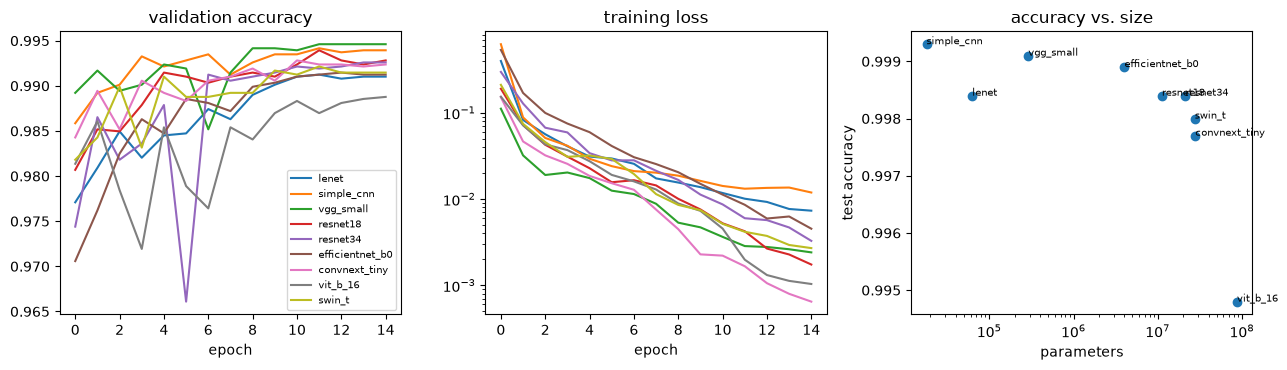 validation accuracy
0.995
0.990
0.985
0.980
0.975
0.970
0.965
0 2 4 6 8 10 12 14
epoch
lenet
simple_cnn
vgg_small
resnet18
resnet34
efficientnet_b0
convnext_tiny
vit_b_16
swin_t
training loss
10⁻¹
10⁻²
10⁻³
0 2 4 6 8 10 12 14
epoch
accuracy vs. size
test accuracy
0.999
0.998
0.997
0.996
0.995
simple_cnn
vgg_small
efficientnet_b0
lenet
resnet18
resnet34
swin_t
convnext_tiny
vit_b_16
10⁵ 10⁶ 10⁷ 10⁸
parameters